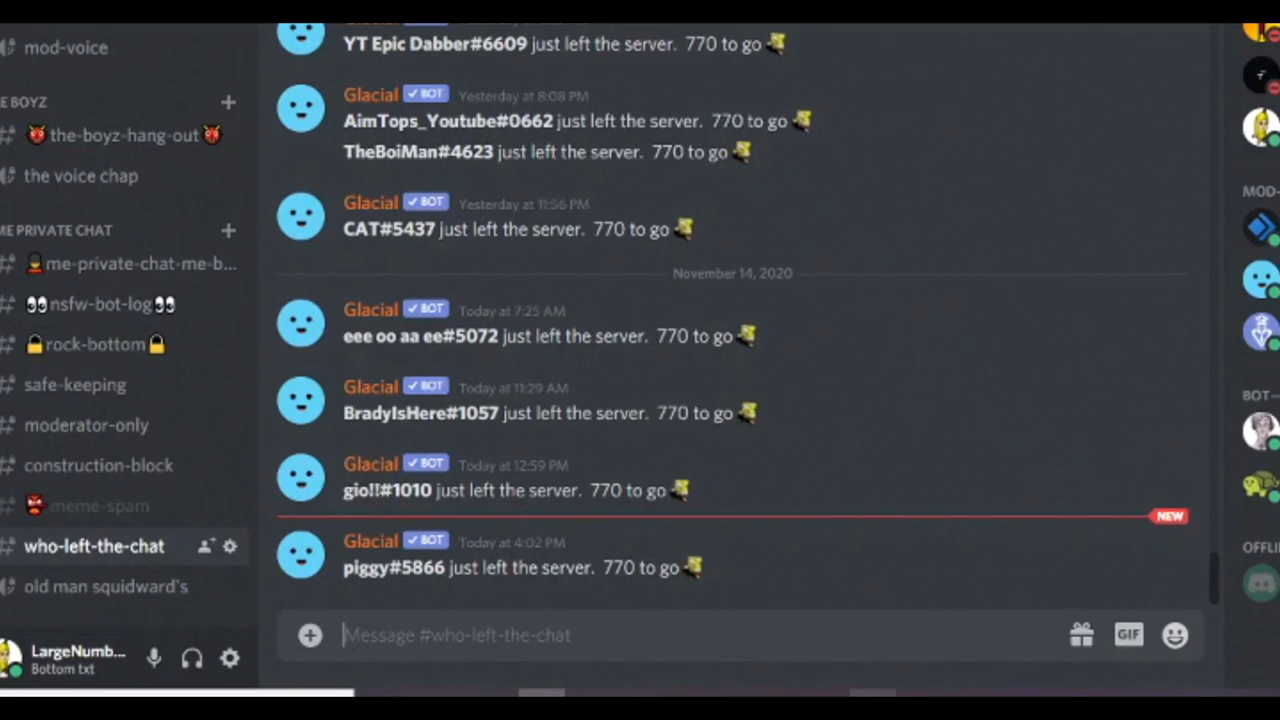 mod-voice
E BOYZ
the-boyz-hang-out
the voice chap
ME PRIVATE CHAT
me-private-chat-me-b...
nsfw-bot-log
rock-bottom
safe-keeping
moderator-only
construction-block
meme-spam
who-left-the-chat
old man squidward's
LargeNumb...
Bottom txt
YT Epic Dabber#6609 just left the server. 770 to go
Glacial ✓ BOT Yesterday at 8:08 PM
AimTops_Youtube#0662 just left the server. 770 to go
TheBoiMan#4623 just left the server. 770 to go
Glacial ✓ BOT Yesterday at 11:56 PM
CAT#5437 just left the server. 770 to go
November 14, 2020
Glacial ✓ BOT Today at 7:25 AM
eee oo aa ee#5072 just left the server. 770 to go
Glacial ✓ BOT Today at 11:29 AM
BradyIsHere#1057 just left the server. 770 to go
Glacial ✓ BOT Today at 12:59 PM
gio!!#1010 just left the server. 770 to go
NEW
Glacial ✓ BOT Today at 4:02 PM
piggy#5866 just left the server. 770 to go
Message #who-left-the-chat
GIF
MOD-
BOT—
OFFLI